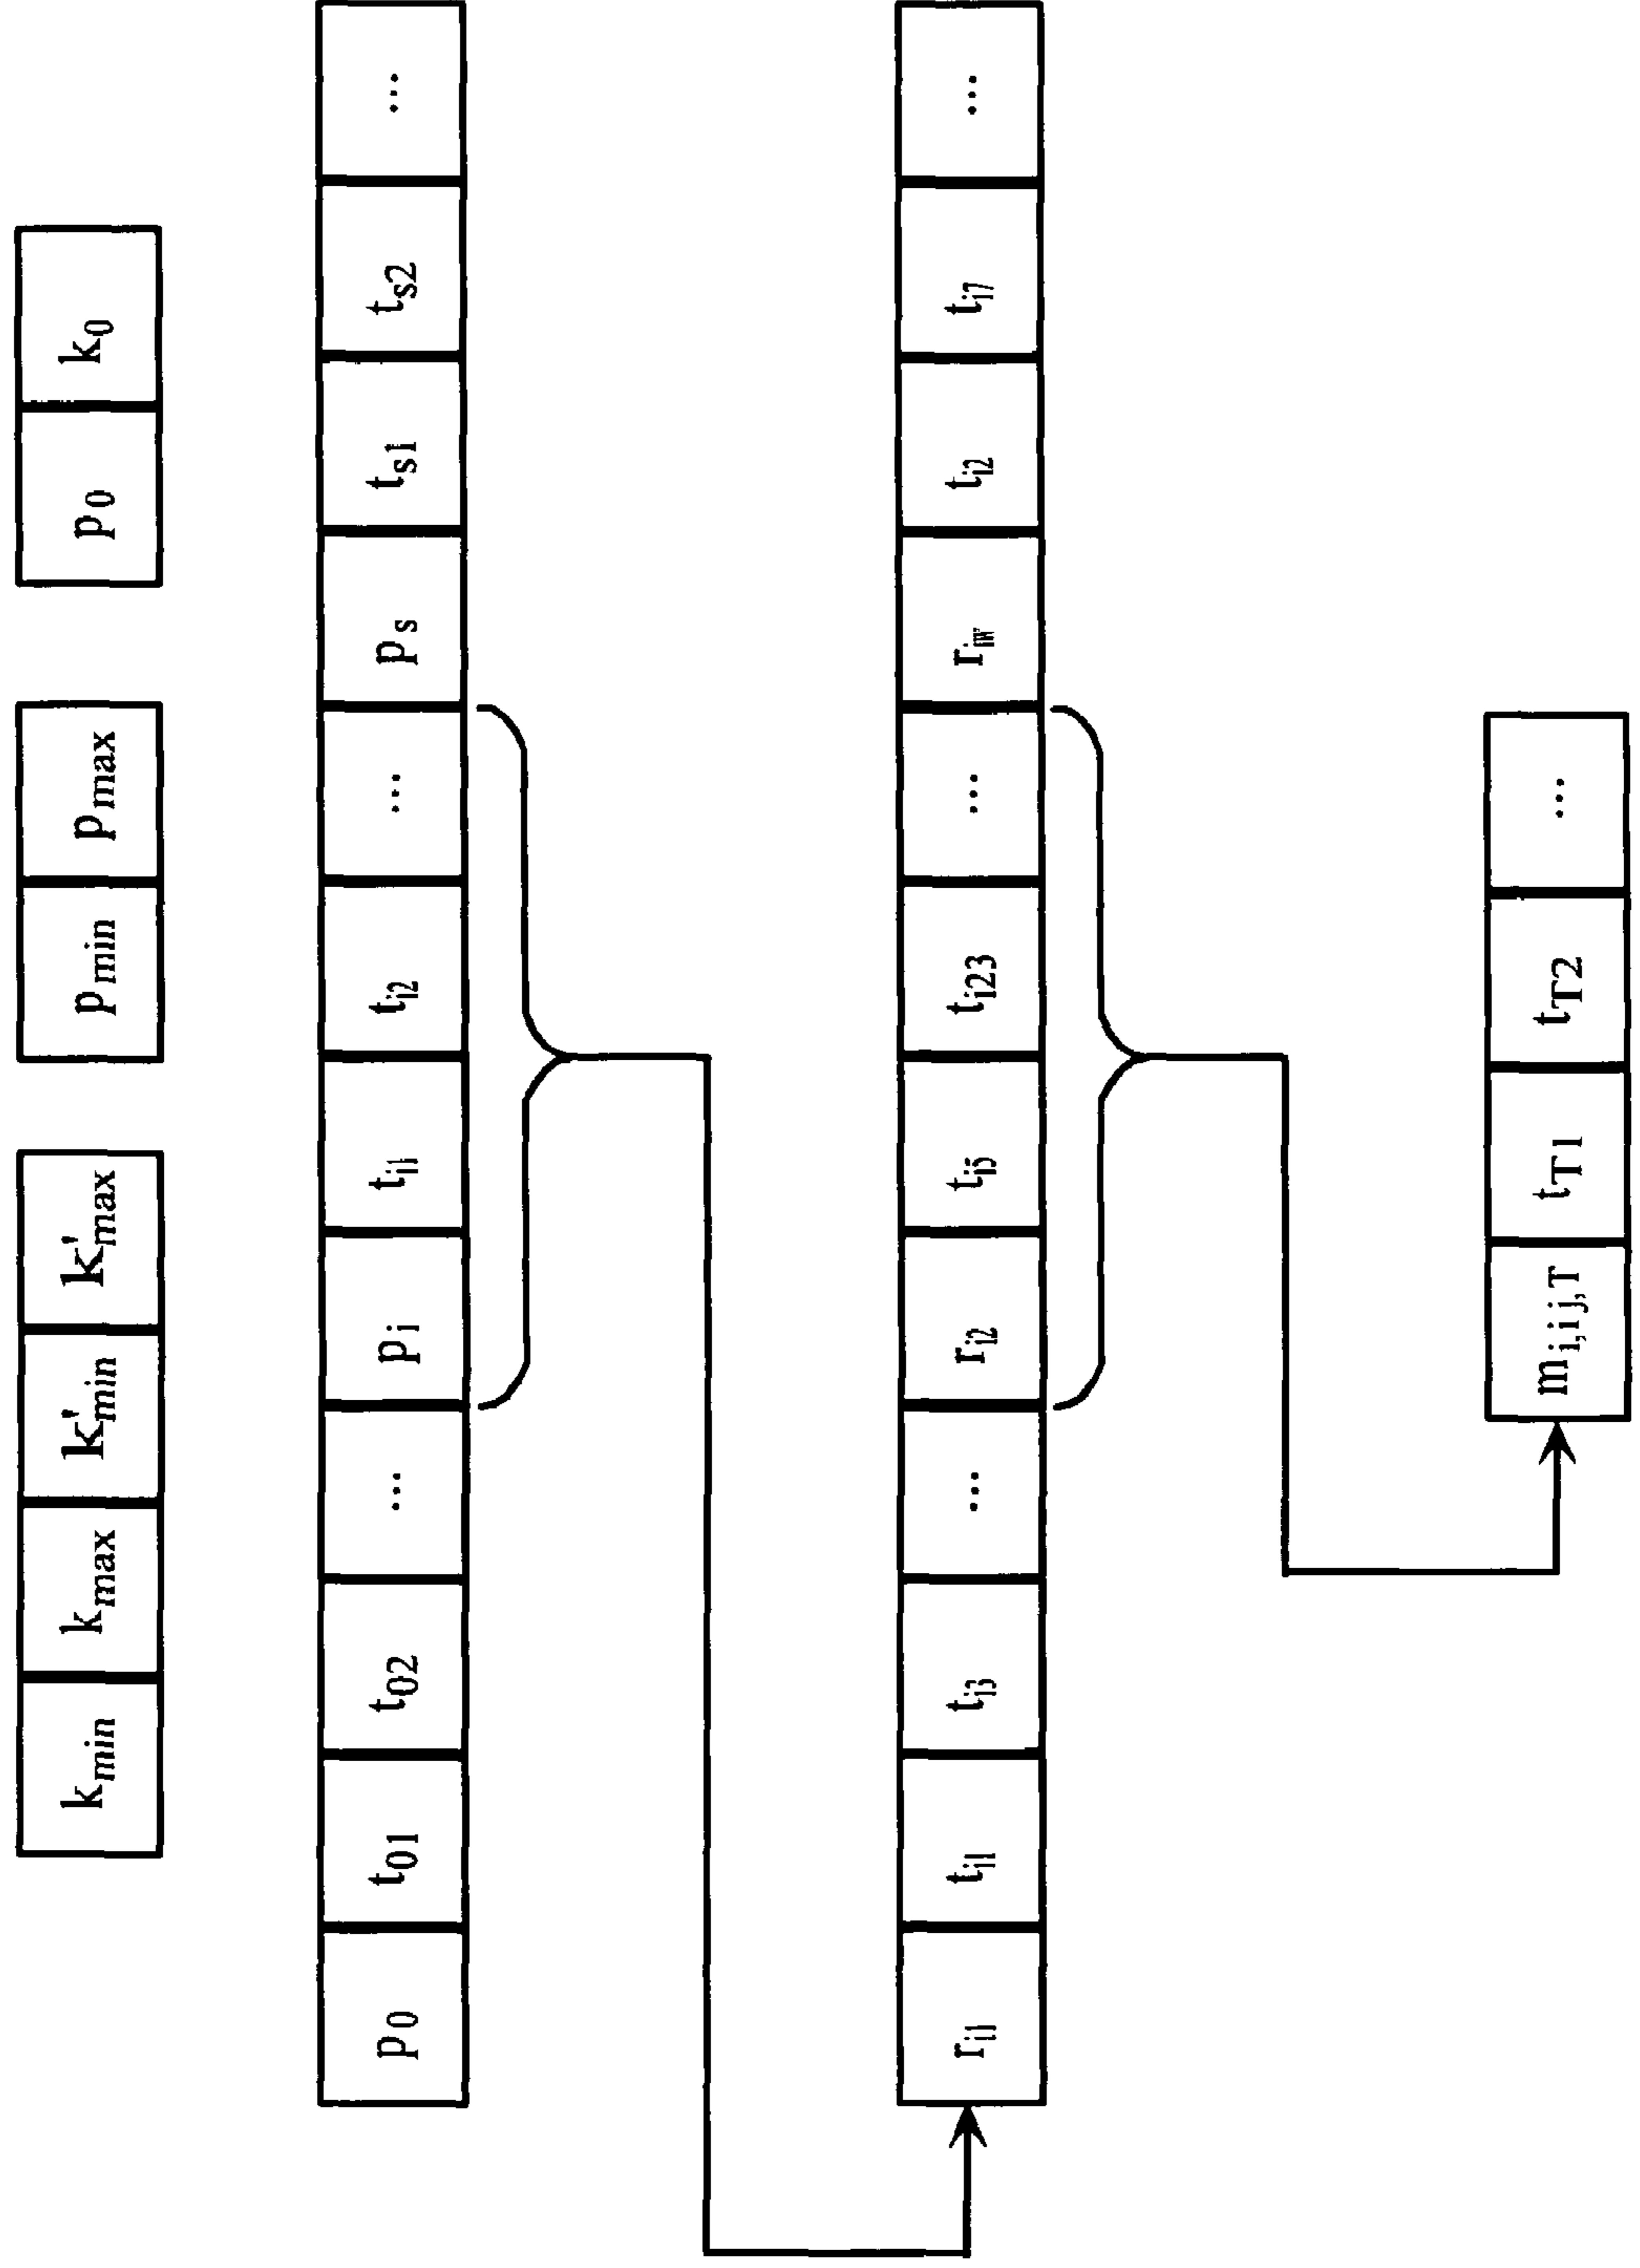 k_min k_max k'_min k'_max p_min p_max p_0 k_0
p_0 t_01 t_02 ... p_i t_i1 t_i2 ... p_s t_s1 t_s2 ...
r_i1 t_i1 t_i3 ... r_i2 t_i5 t_i23 ... r_iw t_i2 t_i7 ...
m_i,ij,T t_T1 t_T2 ...